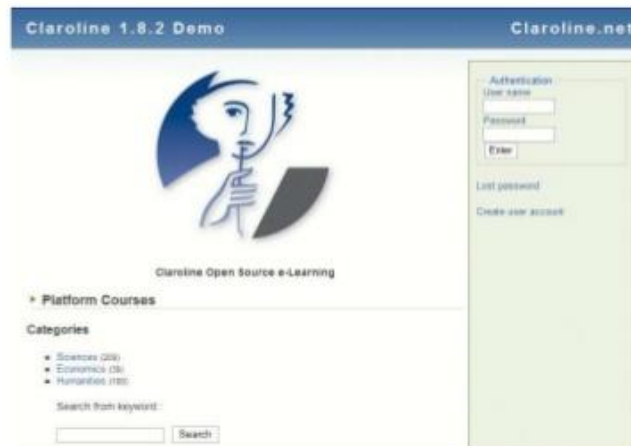 Claroline 1.8.2 Demo
Claroline.net
Claroline Open Source e-Learning
Platform Courses
Categories
Sciences
Economics
Humanities
Search from keyword :
Search
Authentication
User name
Password
Enter
Lost password
Create user account